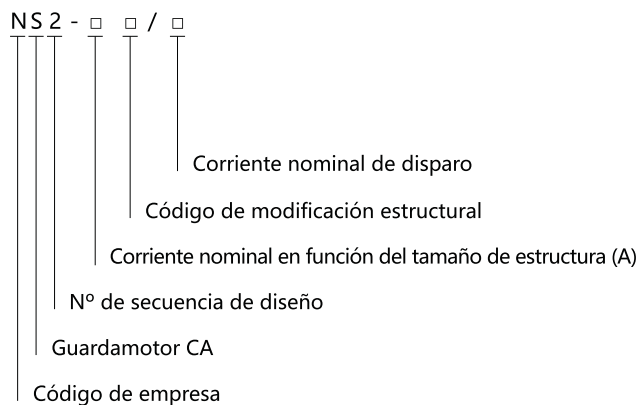 NS2-□ □/□
Corriente nominal de disparo
Código de modificación estructural
Corriente nominal en función del tamaño de estructura (A)
Nº de secuencia de diseño
Guardamotor CA
Código de empresa